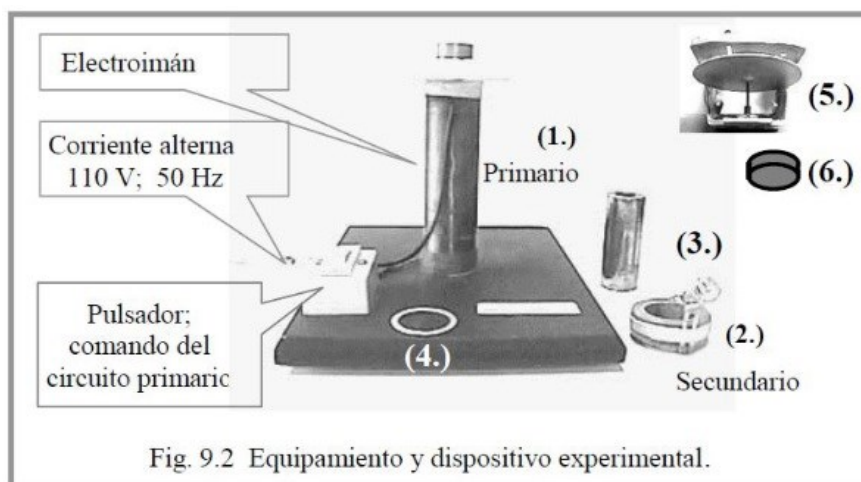 Electroimán
Corriente alterna
110 V; 50 Hz
Pulsador;
comando del
circuito primario
(1.)
Primario
(3.)
(2.)
Secundario
(4.)
(5.)
(6.)
Fig. 9.2 Equipamiento y dispositivo experimental.